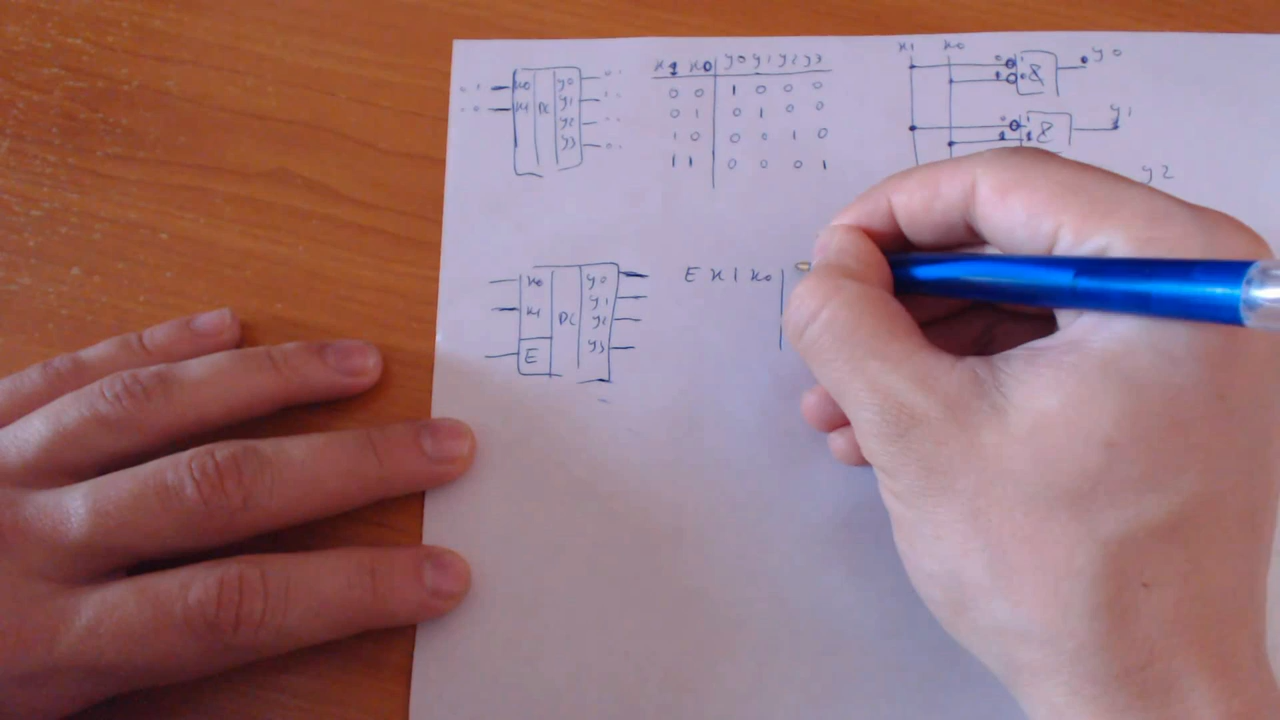 x0 DC y0
x1 y1
y2
y3
x1 x0 y0 y1 y2 y3
0 0 1 0 0 0
0 1 0 1 0 0
1 0 0 0 1 0
1 1 0 0 0 1
x1 x0
& y0
& y1
y2
x0 DC y0
x1 y1
y2
E y3
E x1 x0